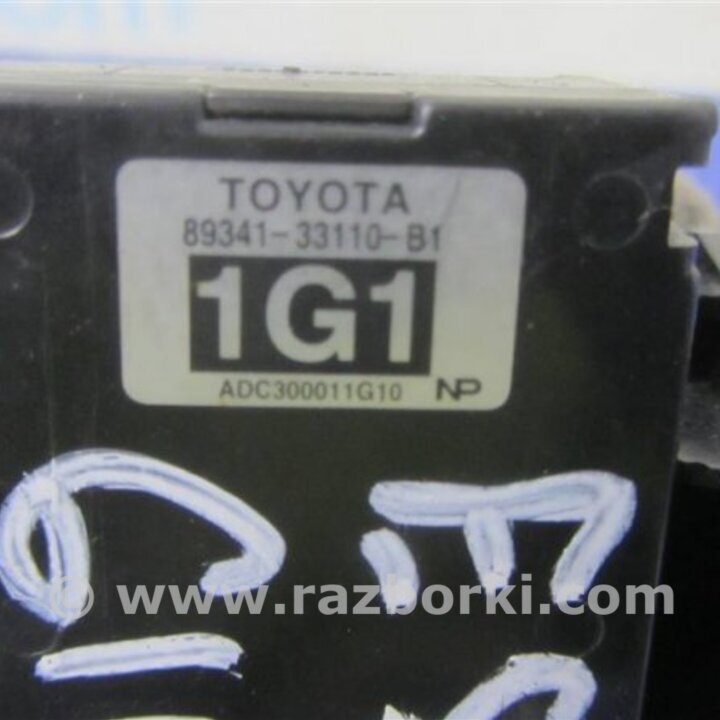 TOYOTA
89341-33110-B1
1G1
ADC300011G10 NP
© www.razborki.com